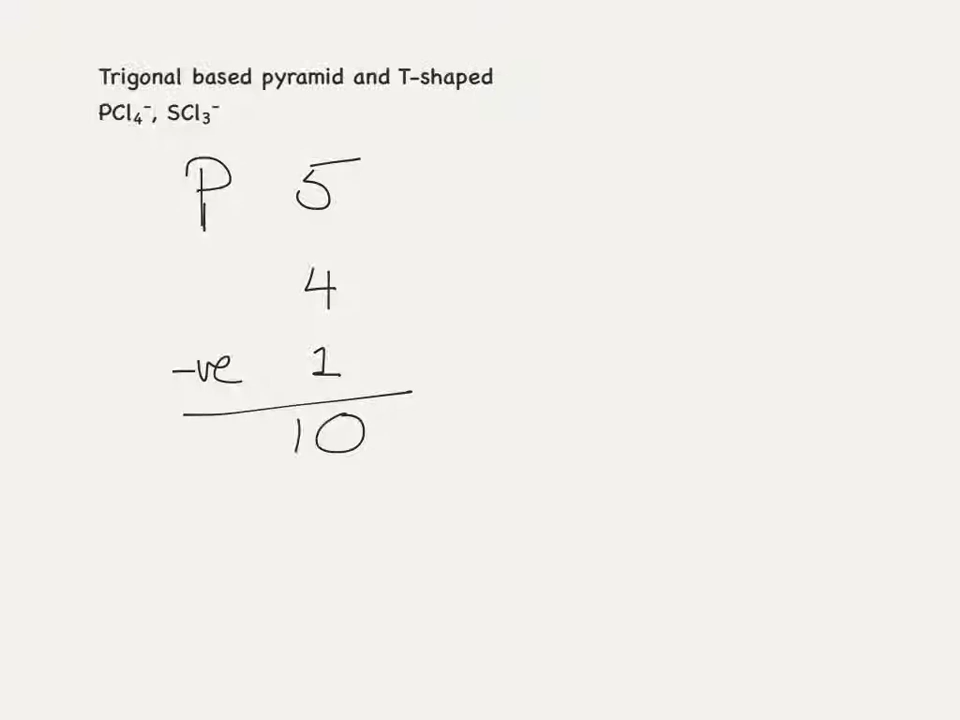 Trigonal based pyramid and T-shaped
PCl₄⁻, SCl₃⁻
P 5
4
-ve 1
10